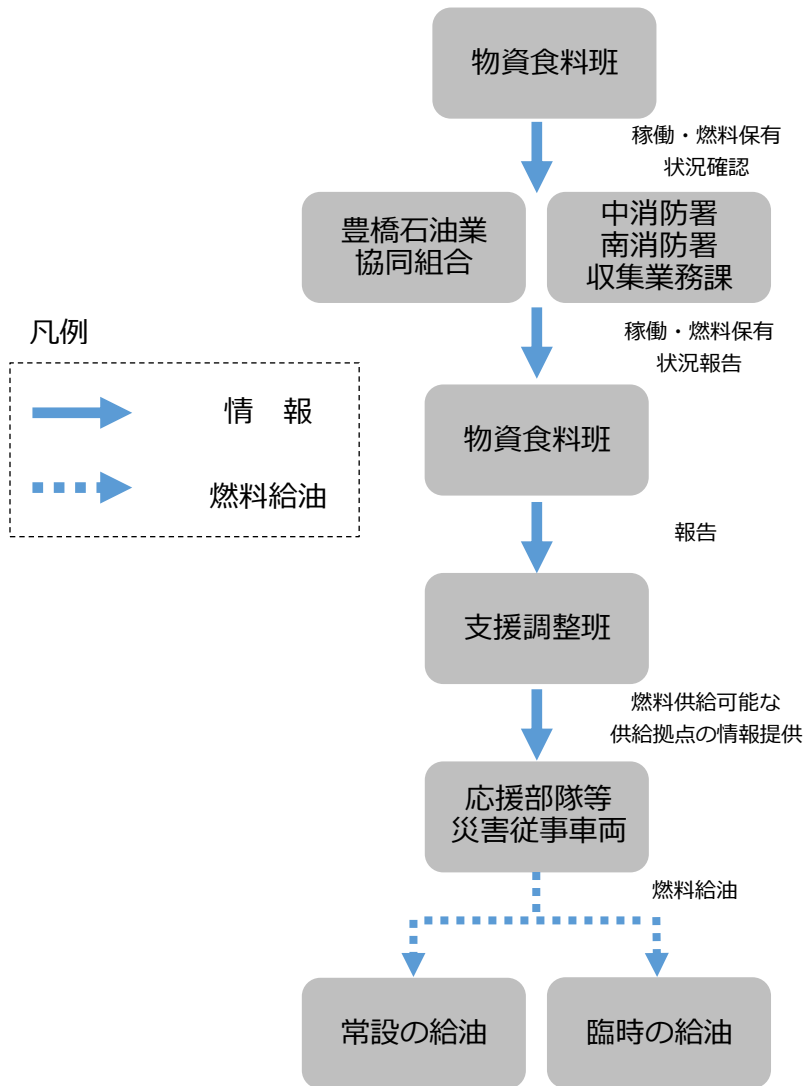 物資食料班
稼働・燃料保有
状況確認
豊橋石油業
協同組合
中消防署
南消防署
収集業務課
稼働・燃料保有
状況報告
凡例
情　報
燃料給油
物資食料班
報告
支援調整班
燃料供給可能な
供給拠点の情報提供
応援部隊等
災害従事車両
燃料給油
常設の給油
臨時の給油